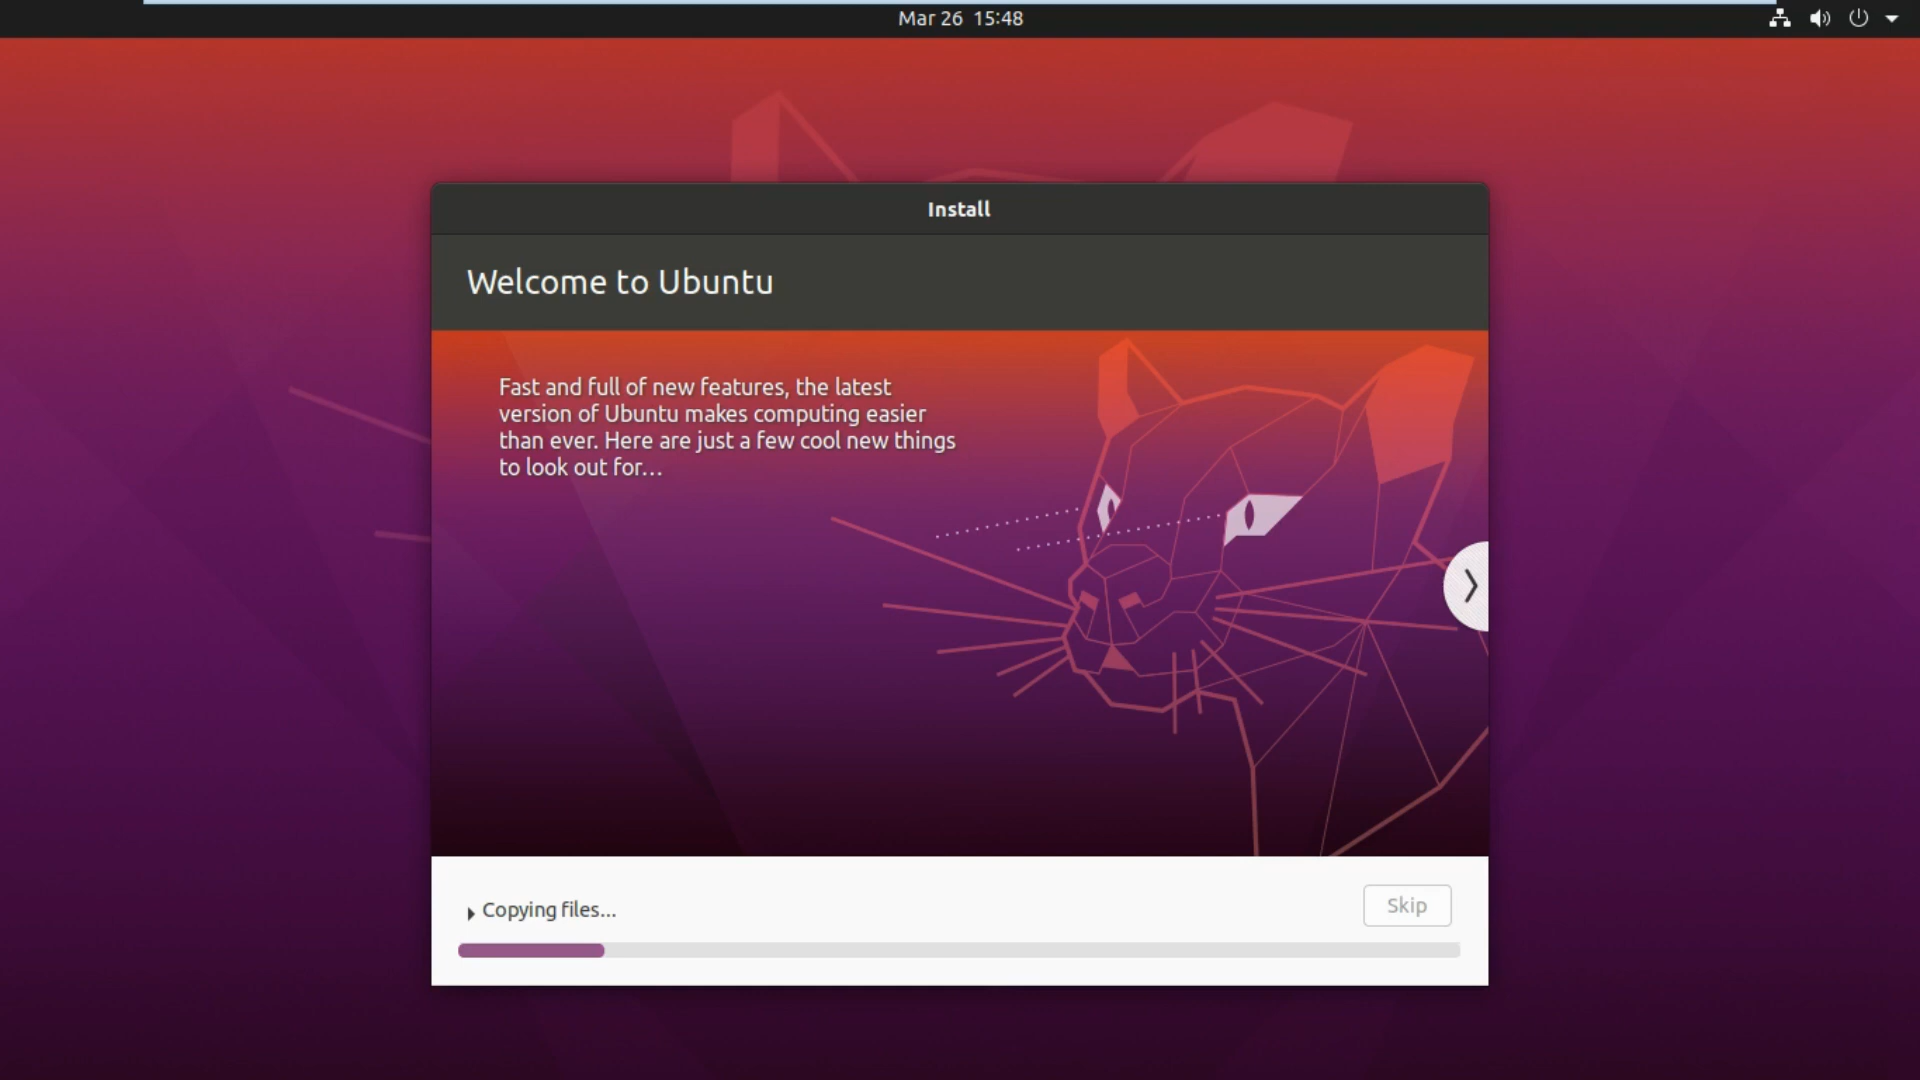 Mar 26 15:48
Install
Welcome to Ubuntu
Fast and full of new features, the latest
version of Ubuntu makes computing easier
than ever. Here are just a few cool new things
to look out for…
Copying files...
Skip